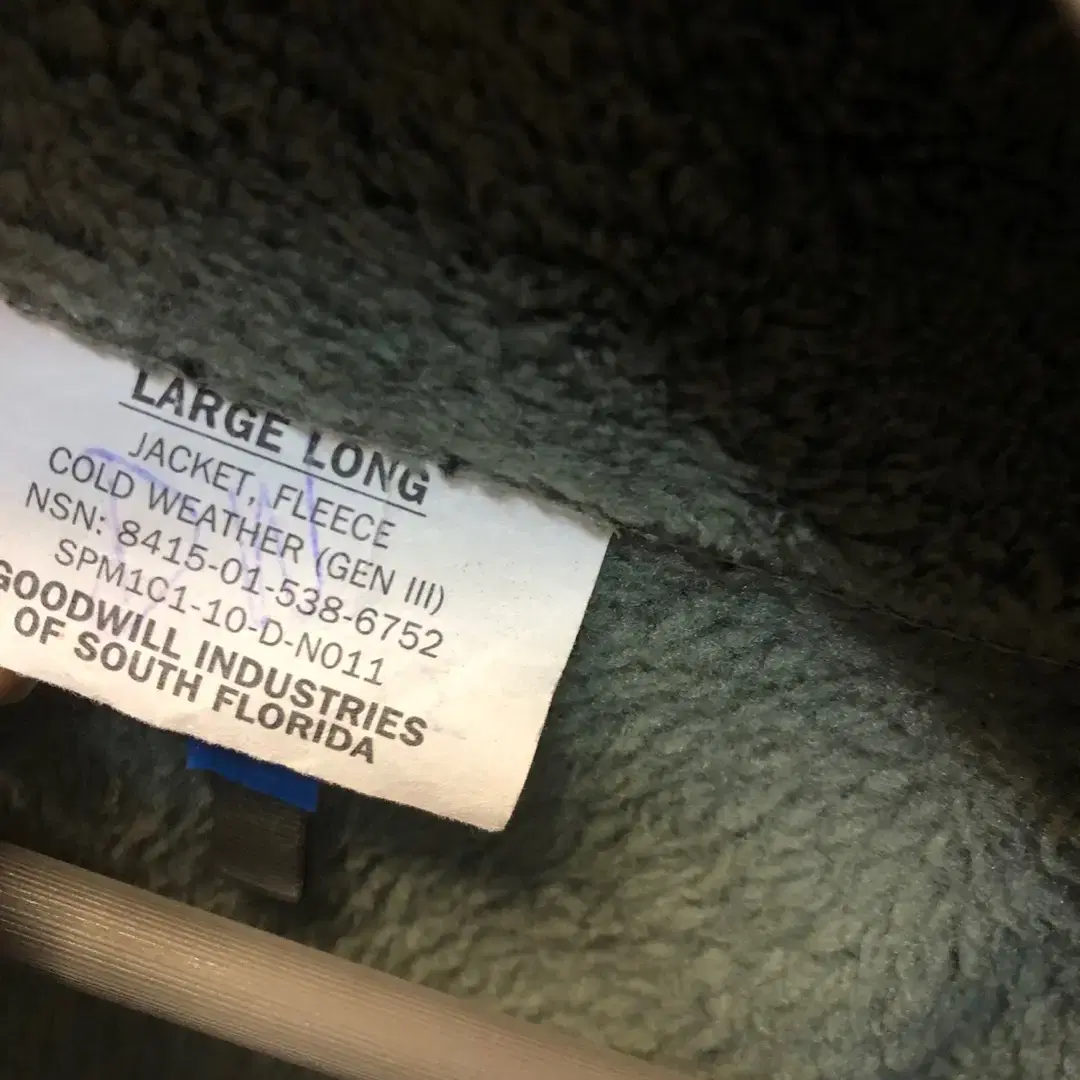 LARGE LONG
JACKET, FLEECE
COLD WEATHER (GEN III)
NSN: 8415-01-538-6752
SPM1C1-10-D-N011
GOODWILL INDUSTRIES
OF SOUTH FLORIDA